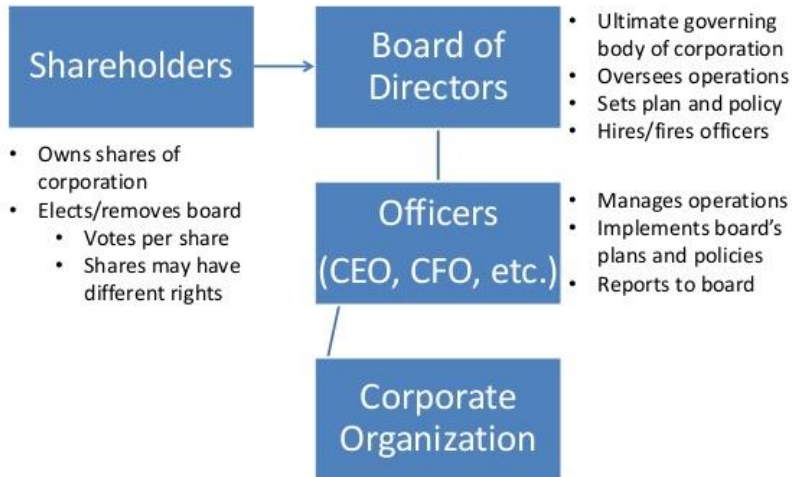 Shareholders
• Owns shares of
corporation
• Elects/removes board
• Votes per share
• Shares may have
different rights
Board of
Directors
• Ultimate governing
body of corporation
• Oversees operations
• Sets plan and policy
• Hires/fires officers
Officers
(CEO, CFO, etc.)
• Manages operations
• Implements board’s
plans and policies
• Reports to board
Corporate
Organization